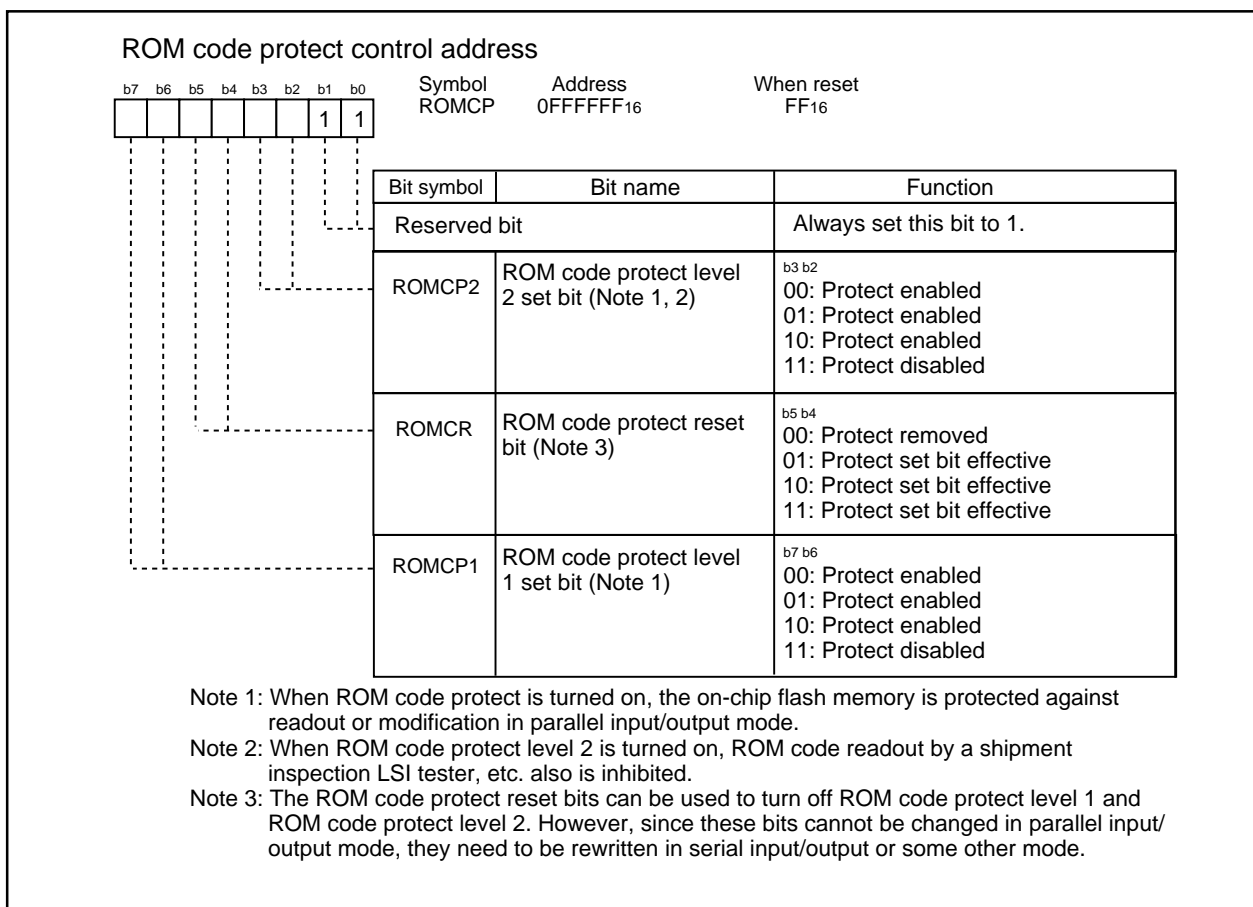 ROM code protect control address
b7 b6 b5 b4 b3 b2 b1 b0
Symbol Address When reset
ROMCP 0FFFFFF16 FF16
1 1
Bit symbol Bit name Function
Reserved bit Always set this bit to 1.
ROMCP2 ROM code protect level
2 set bit (Note 1, 2)
b3 b2
00: Protect enabled
01: Protect enabled
10: Protect enabled
11: Protect disabled
ROMCR ROM code protect reset
bit (Note 3)
b5 b4
00: Protect removed
01: Protect set bit effective
10: Protect set bit effective
11: Protect set bit effective
ROMCP1 ROM code protect level
1 set bit (Note 1)
b7 b6
00: Protect enabled
01: Protect enabled
10: Protect enabled
11: Protect disabled
Note 1: When ROM code protect is turned on, the on-chip flash memory is protected against
readout or modification in parallel input/output mode.
Note 2: When ROM code protect level 2 is turned on, ROM code readout by a shipment
inspection LSI tester, etc. also is inhibited.
Note 3: The ROM code protect reset bits can be used to turn off ROM code protect level 1 and
ROM code protect level 2. However, since these bits cannot be changed in parallel input/
output mode, they need to be rewritten in serial input/output or some other mode.